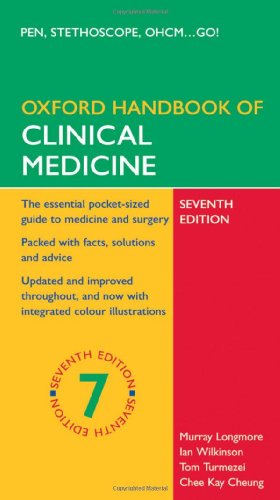 PEN, STETHOSCOPE, OHCM...GO!
OXFORD HANDBOOK OF
CLINICAL
MEDICINE
The essential pocket-sized
guide to medicine and surgery
Packed with facts, solutions
and advice
Updated and improved
throughout, and now with
integrated colour illustrations
SEVENTH
EDITION
SEVENTH EDITION
7
SEVENTH EDITION
Murray Longmore
Ian Wilkinson
Tom Turmezei
Chee Kay Cheung